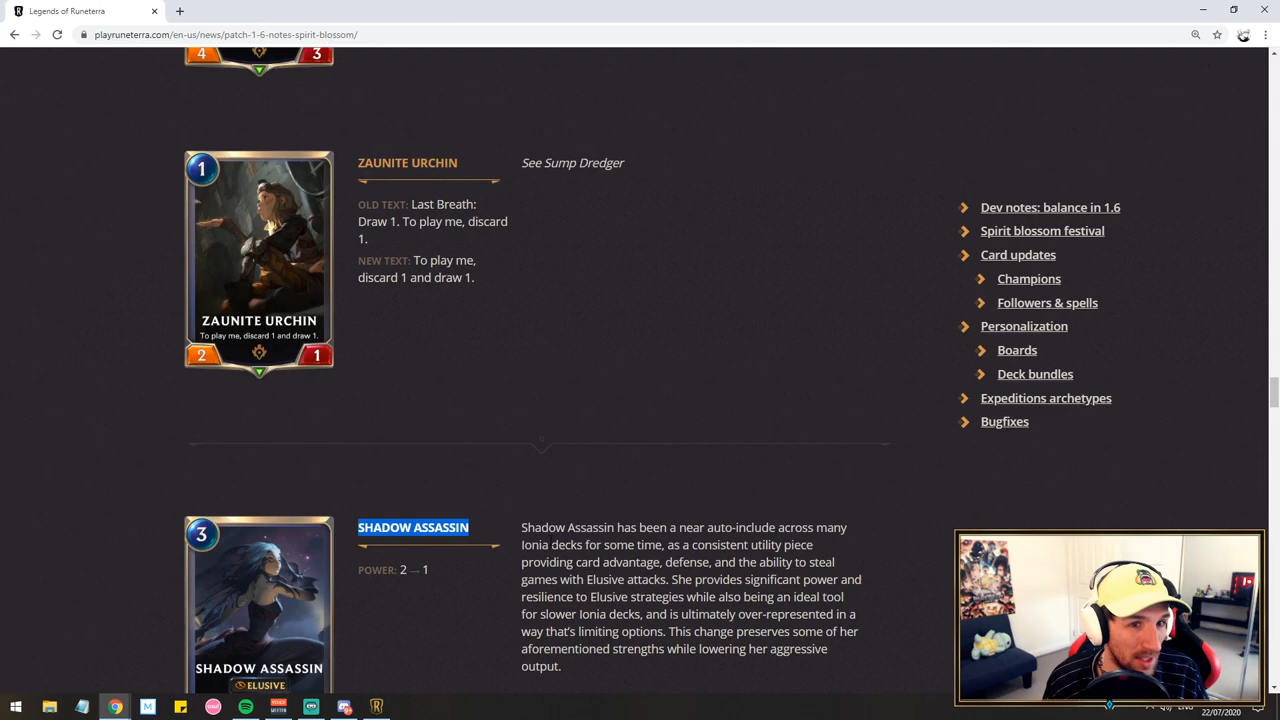 Legends of Runeterra
playruneterra.com/en-us/news/patch-1-6-notes-spirit-blossom/
4
3
1
ZAUNITE URCHIN
To play me, discard 1 and draw 1.
2
1
ZAUNITE URCHIN
OLD TEXT: Last Breath:
Draw 1. To play me, discard
1.
NEW TEXT: To play me,
discard 1 and draw 1.
See Sump Dredger
Dev notes: balance in 1.6
Spirit blossom festival
Card updates
Champions
Followers & spells
Personalization
Boards
Deck bundles
Expeditions archetypes
Bugfixes
3
SHADOW ASSASSIN
ELUSIVE
SHADOW ASSASSIN
POWER: 2 → 1
Shadow Assassin has been a near auto-include across many
Ionia decks for some time, as a consistent utility piece
providing card advantage, defense, and the ability to steal
games with Elusive attacks. She provides significant power and
resilience to Elusive strategies while also being an ideal tool
for slower Ionia decks, and is ultimately over-represented in a
way that's limiting options. This change preserves some of her
aforementioned strengths while lowering her aggressive
output.
22/07/2020